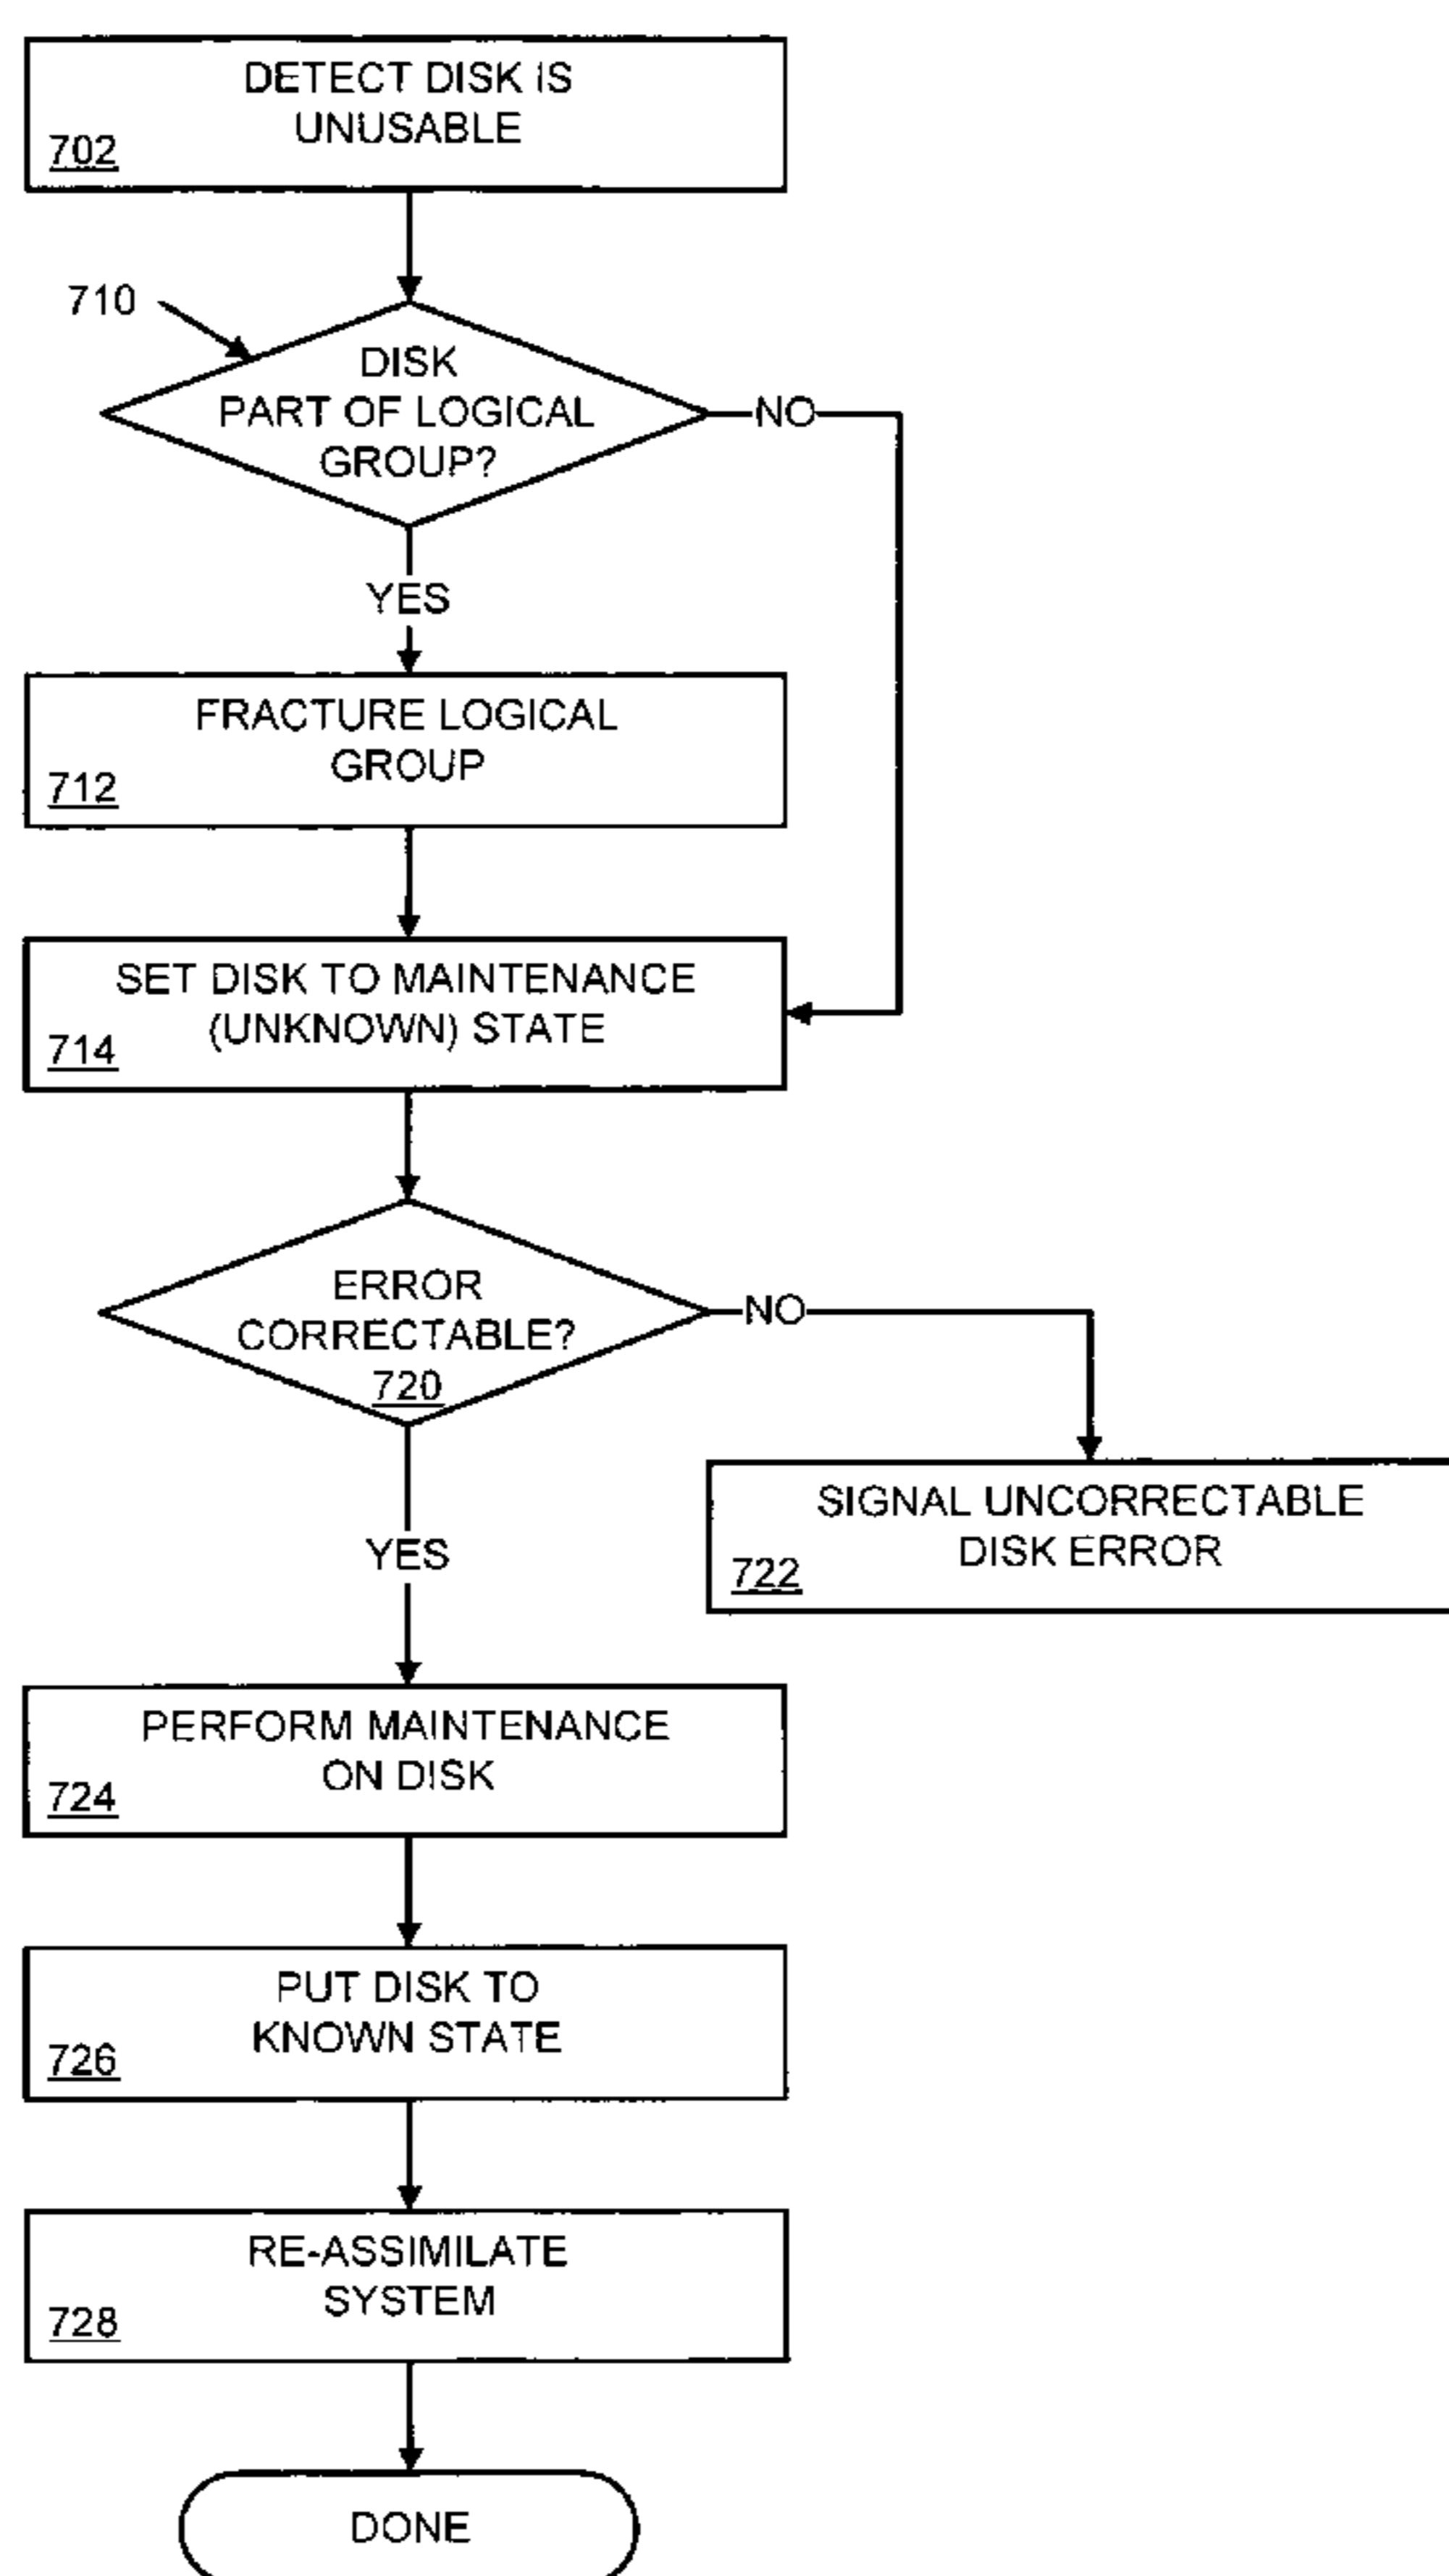 DETECT DISK IS
UNUSABLE
702
710
DISK
PART OF LOGICAL
GROUP?
NO
YES
FRACTURE LOGICAL
GROUP
712
SET DISK TO MAINTENANCE
(UNKNOWN) STATE
714
ERROR
CORRECTABLE?
720
NO
SIGNAL UNCORRECTABLE
DISK ERROR
722
YES
PERFORM MAINTENANCE
ON DISK
724
PUT DISK TO
KNOWN STATE
726
RE-ASSIMILATE
SYSTEM
728
DONE